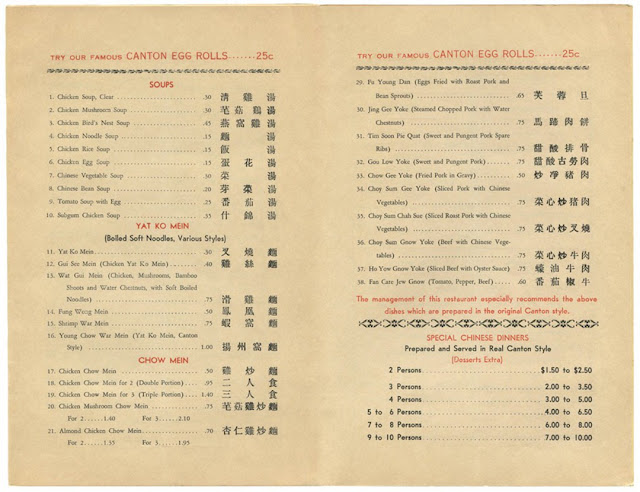 TRY OUR FAMOUS CANTON EGG ROLLS.......25c
SOUPS
1. Chicken Soup, Clear .30 清雞湯
2. Chicken Mushroom Soup .50 毛菇鷄湯
3. Chicken Bird's Nest Soup .45 燕窩雞湯
4. Chicken Noodle Soup .15 麵湯
5. Chicken Rice Soup .15 飯湯
6. Chicken Egg Soup .15 蛋花湯
7. Chinese Vegetable Soup .30 菜湯
8. Chinese Bean Soup .20 芽菜湯
9. Tomato Soup with Egg .25 番茄湯
10. Subgum Chicken Soup .35 什錦湯
YAT KO MEIN
(Boiled Soft Noodles, Various Styles)
11. Yat Ko Mein .30 叉燒麵
12. Gui See Mein (Chicken Yat Ko Mein) .40 雞絲麵
13. Wat Gui Mein (Chicken, Mushrooms, Bamboo
Shoots and Water Chestnuts, with Soft Boiled
Noodles) .75 滑雞麵
14. Fung Wong Mein .50 鳳凰麵
15. Shrimp War Mein .75 蝦窩麵
16. Young Chow War Mein (Yat Ko Mein, Canton
Style) 1.00 揚州窩麵
CHOW MEIN
17. Chicken Chow Mein .50 雞炒麵
18. Chicken Chow Mein for 2 (Double Portion) .95 二人食
19. Chicken Chow Mein for 3 (Triple Portion) 1.40 三人食
20. Chicken Mushroom Chow Mein .75 毛菇雞炒麵
For 2......1.40 For 3......2.10
21. Almond Chicken Chow Mein .70 杏仁雞炒麵
For 2......1.35 For 3......1.95
TRY OUR FAMOUS CANTON EGG ROLLS.......25c
29. Fu Young Dan (Eggs Fried with Roast Pork and
Bean Sprouts) .65 芙蓉旦
30. Jing Gee Yoke (Steamed Chopped Pork with Water
Chestnuts) .75 馬蹄肉餅
31. Tim Soon Pie Quat (Sweet and Pungent Pork Spare
Ribs) .75 甜酸排骨
32. Goo Low Yoke (Sweet and Pungent Pork) .75 甜酸古勞肉
33. Chow Gee Yoke (Fried Pork in Gravy) .50 炒凈豬肉
34. Choy Sum Gee Yoke (Sliced Pork with Chinese
Vegetables) .75 菜心炒猪肉
35. Choy Sum Chah Sue (Sliced Roast Pork with Chinese
Vegetables) .75 菜心炒叉燒
36. Choy Sum Gnow Yoke (Beef with Chinese Vege-
tables) .75 菜心炒牛肉
37. Ho Yow Gnow Yoke (Sliced Beef with Oyster Sauce) .75 蠔油牛肉
38. Fan Care Jew Gnow (Tomato, Pepper, Beef) .60 番茄椒牛
The management of this restaurant especially recommends the above
dishes which are prepared in the original Canton style.
SPECIAL CHINESE DINNERS
Prepared and Served in Real Canton Style
(Desserts Extra)
2 Persons $1.50 to $2.50
3 Persons 2.00 to 3.50
4 Persons 3.00 to 5.00
5 to 6 Persons 4.00 to 6.50
7 to 8 Persons 6.00 to 8.00
9 to 10 Persons 7.00 to 10.00